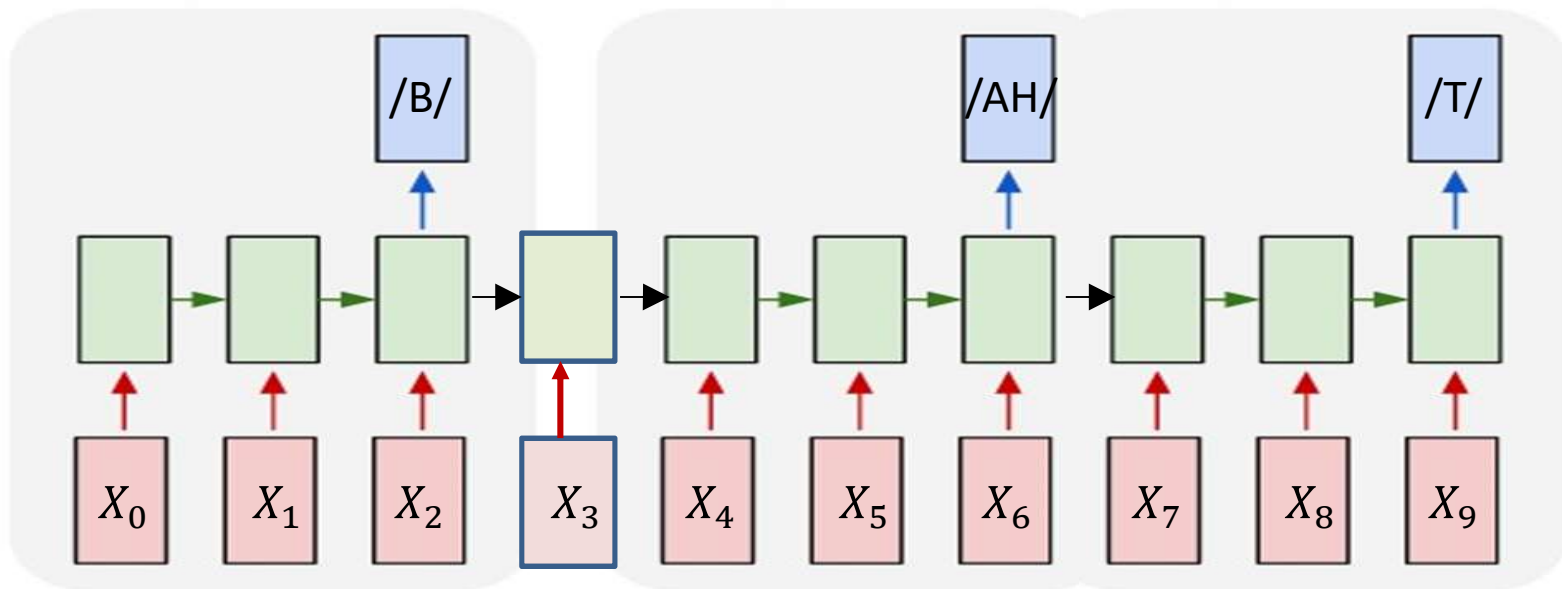 /B/ /AH/ /T/
X₀ X₁ X₂ X₃ X₄ X₅ X₆ X₇ X₈ X₉